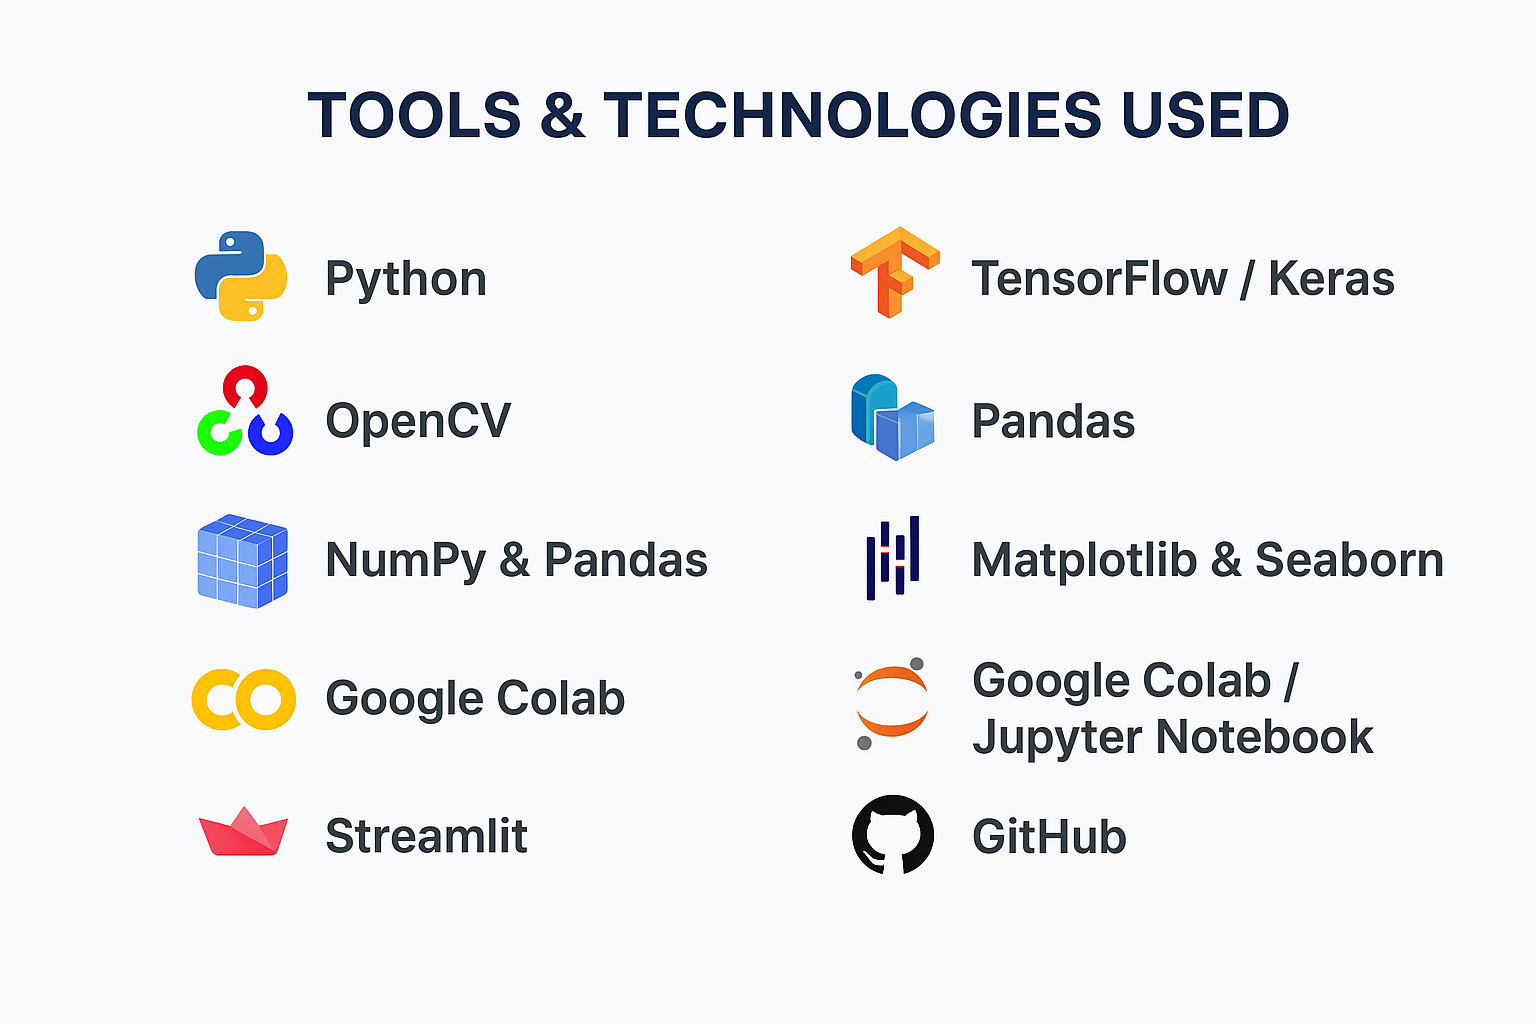 TOOLS & TECHNOLOGIES USED
Python
TensorFlow / Keras
OpenCV
Pandas
NumPy & Pandas
Matplotlib & Seaborn
Google Colab
Google Colab /
Jupyter Notebook
Streamlit
GitHub